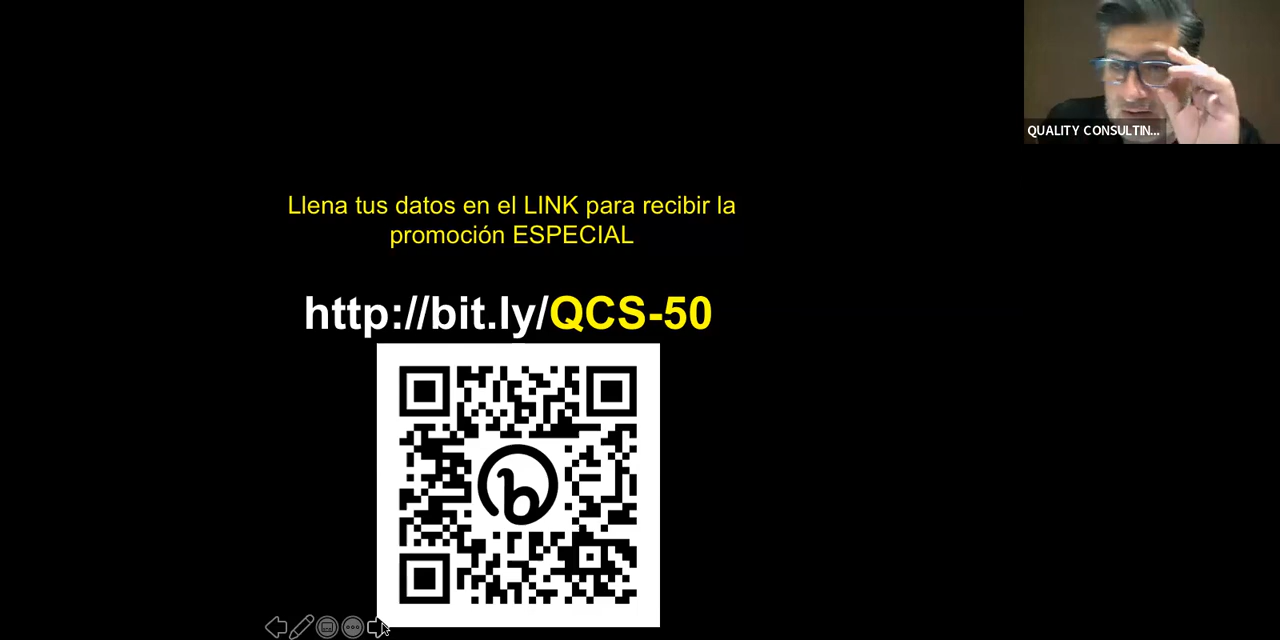 QUALITY CONSULTIN...
Llena tus datos en el LINK para recibir la
promoción ESPECIAL
http://bit.ly/QCS-50